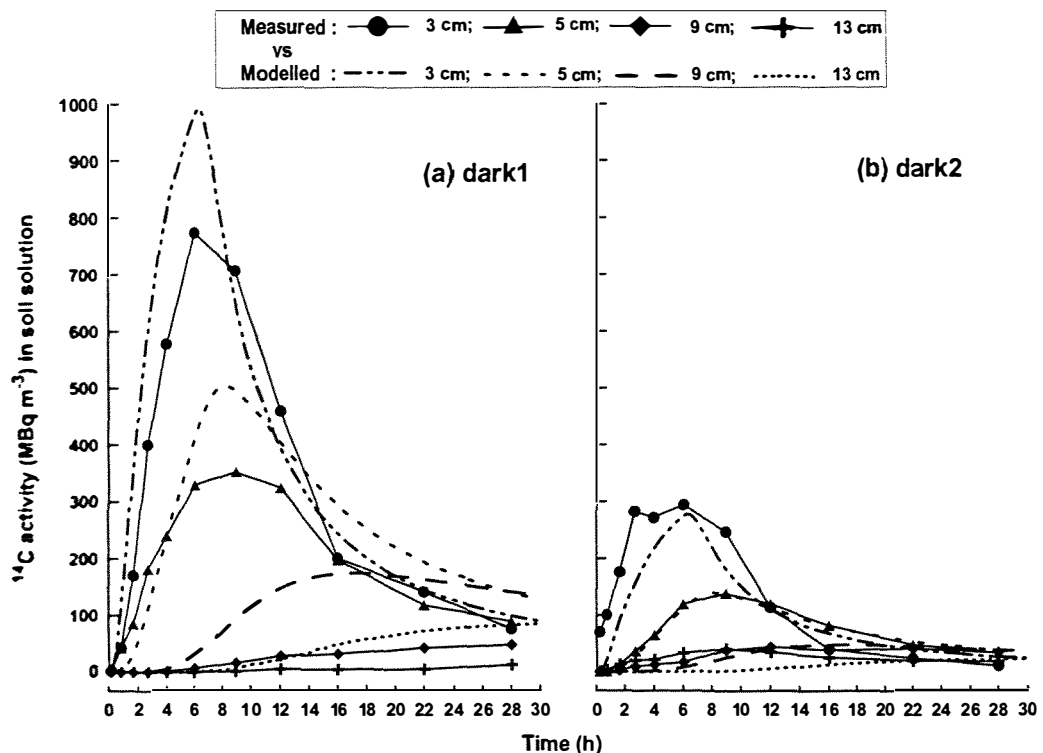 Measured : 3 cm; 5 cm; 9 cm; 13 cm
vs
Modelled : 3 cm; 5 cm; 9 cm; 13 cm
(a) dark1
(b) dark2
¹⁴C activity (MBq m⁻³) in soil solution
1000
900
800
700
600
500
400
300
200
100
0
0 2 4 6 8 10 12 14 16 18 20 22 24 26 28 30
0 2 4 6 8 10 12 14 16 18 20 22 24 26 28 30
Time (h)